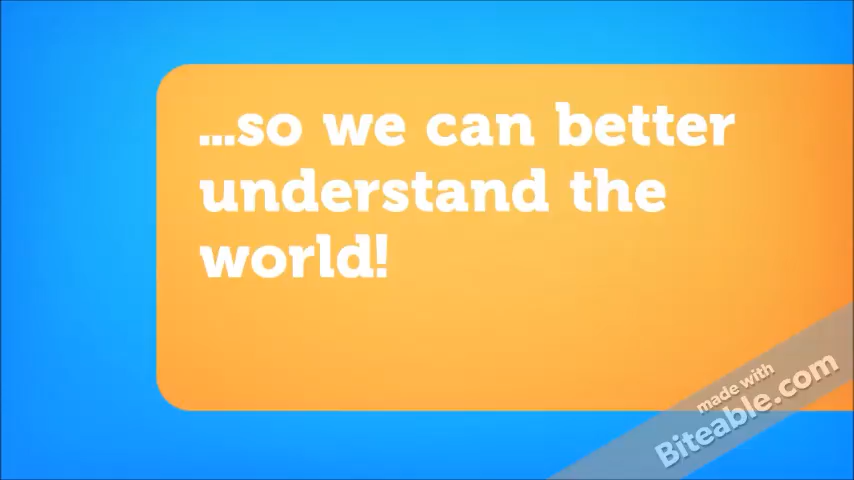 ...so we can better
understand the
world!
made with
Biteable.com